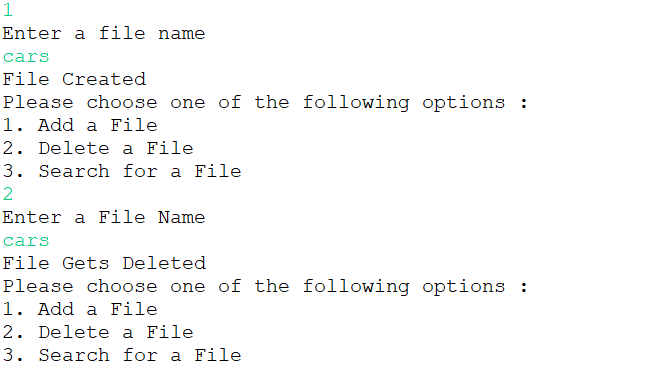 1
Enter a file name
cars
File Created
Please choose one of the following options :
1. Add a File
2. Delete a File
3. Search for a File
2
Enter a File Name
cars
File Gets Deleted
Please choose one of the following options :
1. Add a File
2. Delete a File
3. Search for a File